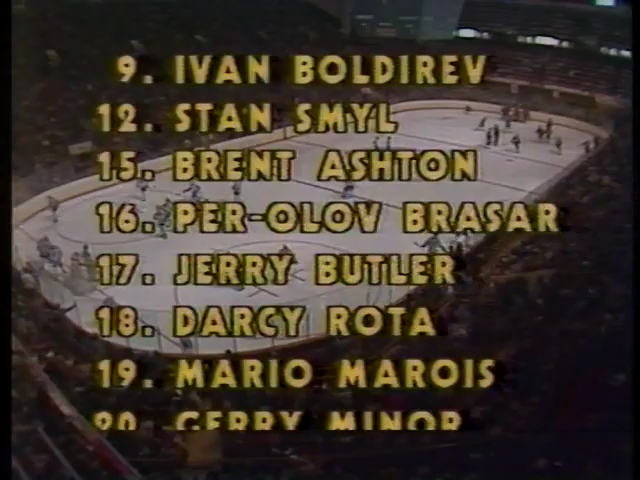 9. IVAN BOLDIREV
12. STAN SMYL
15. BRENT ASHTON
16. PER-OLOV BRASAR
17. JERRY BUTLER
18. DARCY ROTA
19. MARIO MAROIS
20. GERRY MINOR